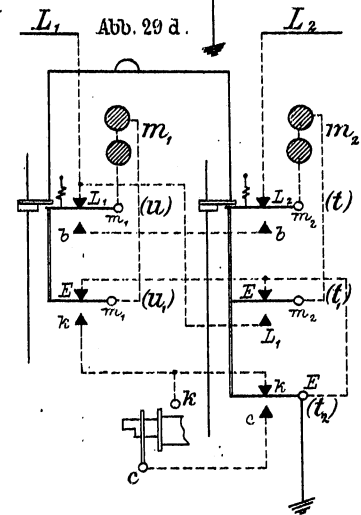 L₁ Abb. 29 d. L₂
m₁ m₂
L₁ m₁ (u) L₂ m₂ (t)
b b
E m₁ (u₁) E m₂ (t₁)
k L₁
k k E
c (t₂)
c